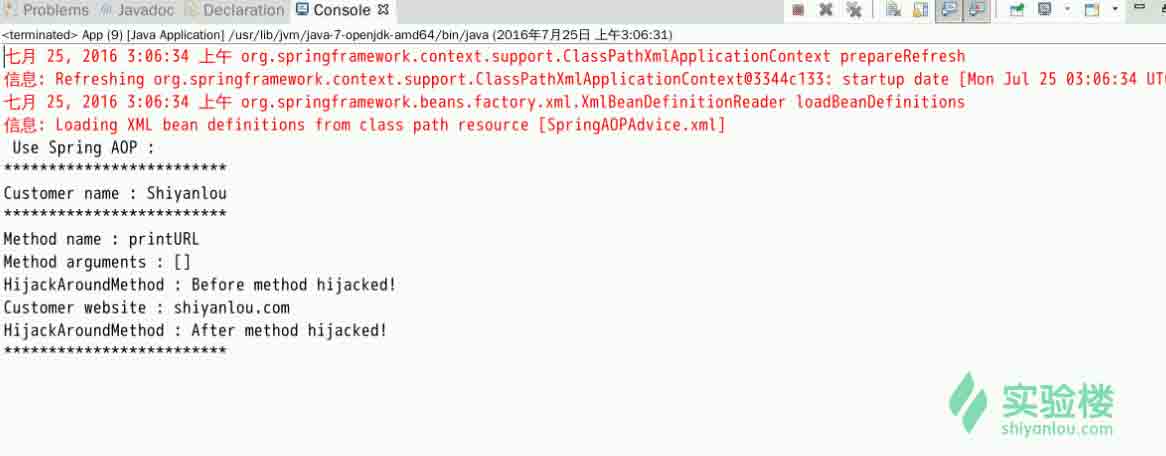 Problems @ Javadoc Declaration Console
<terminated> App (9) [Java Application] /usr/lib/jvm/java-7-openjdk-amd64/bin/java (2016年7月25日 上午3:06:31)
七月 25, 2016 3:06:34 上午 org.springframework.context.support.ClassPathXmlApplicationContext prepareRefresh
信息: Refreshing org.springframework.context.support.ClassPathXmlApplicationContext@3344c133: startup date [Mon Jul 25 03:06:34 UT
七月 25, 2016 3:06:34 上午 org.springframework.beans.factory.xml.XmlBeanDefinitionReader loadBeanDefinitions
信息: Loading XML bean definitions from class path resource [SpringAOPAdvice.xml]
Use Spring AOP :
*************************
Customer name : Shiyanlou
*************************
Method name : printURL
Method arguments : []
HijackAroundMethod : Before method hijacked!
Customer website : shiyanlou.com
HijackAroundMethod : After method hijacked!
*************************
实验楼
shiyanlou.com